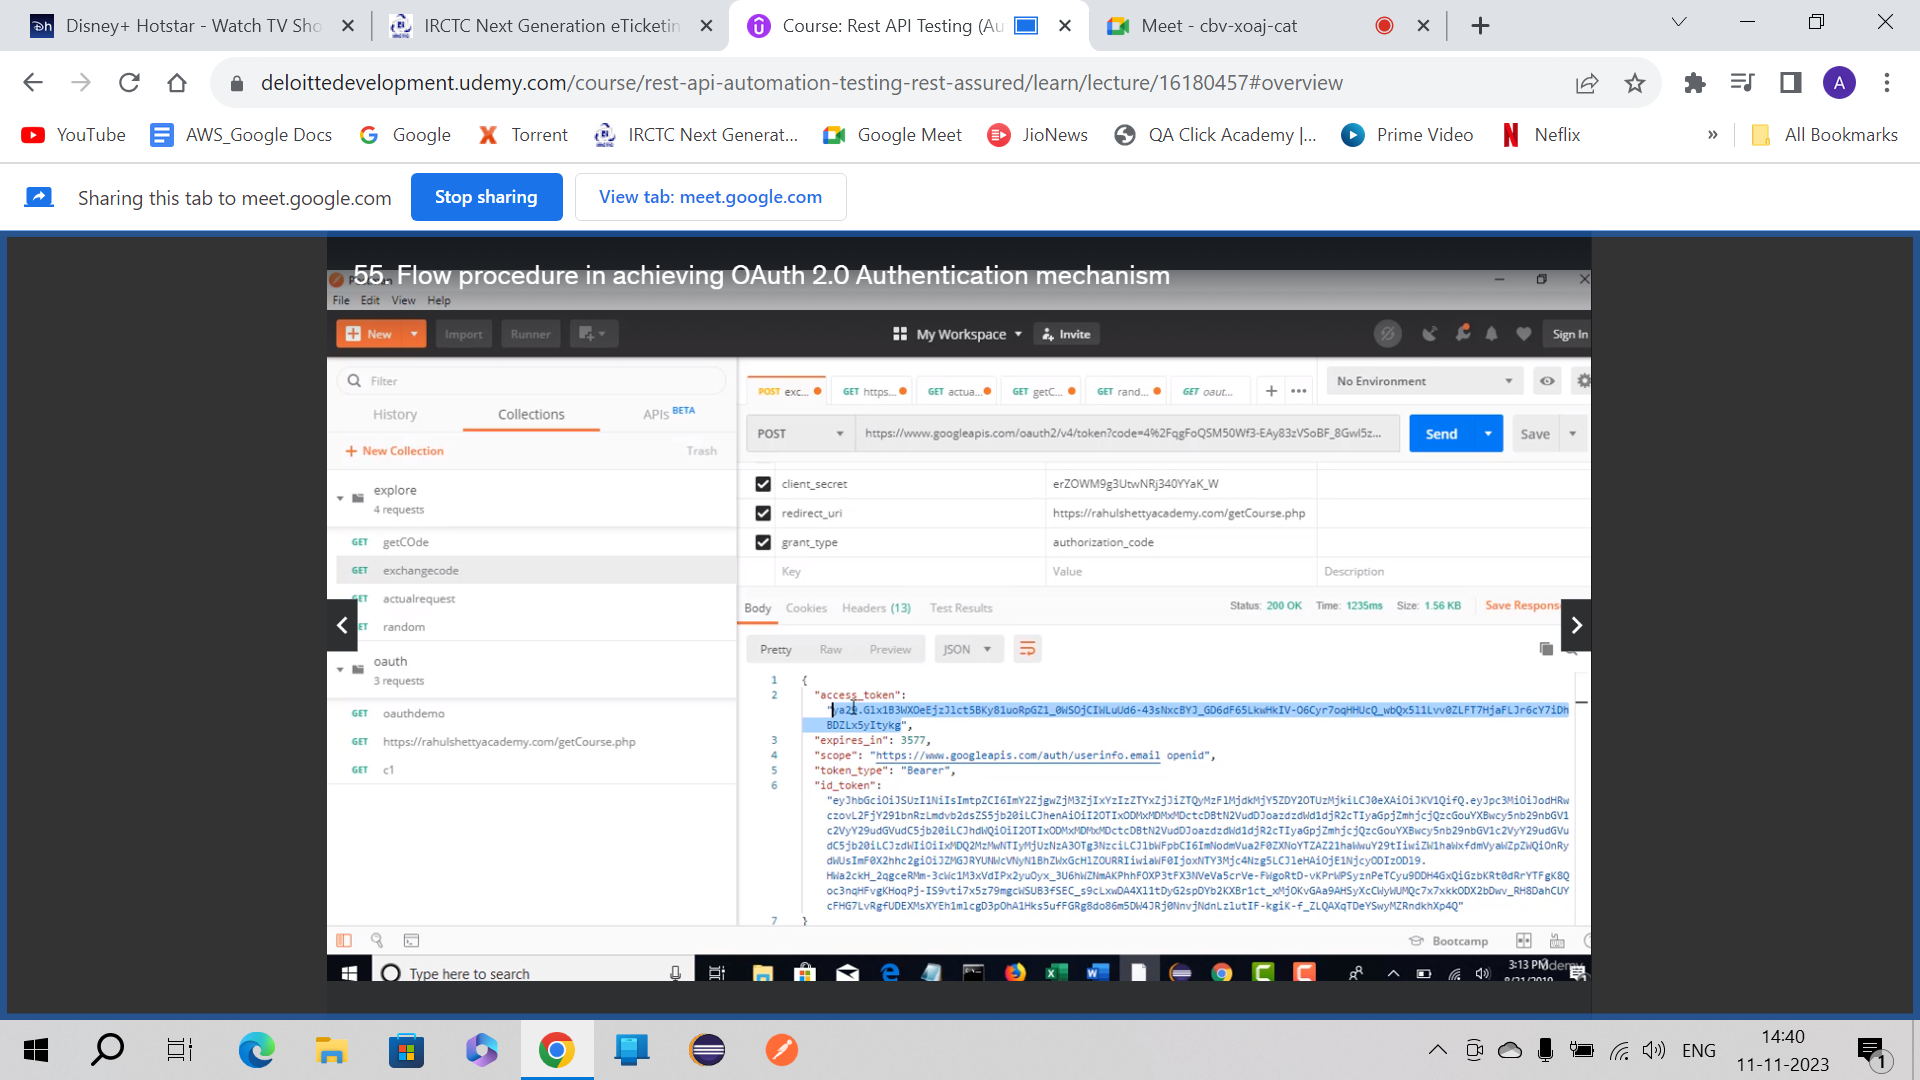 Disney+ Hotstar - Watch TV Sho
IRCTC Next Generation eTicketin
Course: Rest API Testing (Au
Meet - cbv-xoaj-cat
deloittedevelopment.udemy.com/course/rest-api-automation-testing-rest-assured/learn/lecture/16180457#overview
A
YouTube
AWS_Google Docs
Google
Torrent
IRCTC Next Generat...
Google Meet
JioNews
QA Click Academy |...
Prime Video
Neflix
»
All Bookmarks
Sharing this tab to meet.google.com
Stop sharing
View tab: meet.google.com
55. Flow procedure in achieving OAuth 2.0 Authentication mechanism
File Edit View Help
New
Import
Runner
My Workspace
Invite
Sign In
Filter
History
Collections
APIs BETA
+ New Collection
Trash
explore
4 requests
GET getCOde
GET exchangecode
GET actualrequest
ET random
oauth
3 requests
GET oauthdemo
GET https://rahulshettyacademy.com/getCourse.php
GET c1
POST exc...
GET https...
GET actua...
GET getC...
GET rand...
GET oaut...
No Environment
POST
https://www.googleapis.com/oauth2/v4/token?code=4%2FqgFoQSM50Wf3-EAy83zVSoBF_8Gwl5z...
Send
Save
client_secret erZOWM9g3UtwNRj340YYaK_W
redirect_uri https://rahulshettyacademy.com/getCourse.php
grant_type authorization_code
Key Value Description
Body Cookies Headers (13) Test Results
Status: 200 OK Time: 1235ms Size: 1.56 KB Save Respons
Pretty Raw Preview JSON
1 {
2 "access_token":
BDZLx5yItykg",
3 "expires_in": 3577,
4 "scope": "https://www.googleapis.com/auth/userinfo.email openid",
5 "token_type": "Bearer",
6 "id_token":
7 }
Bootcamp
Type here to search
3:13 PM
udemy
8/21/2019
ENG
14:40
11-11-2023
1